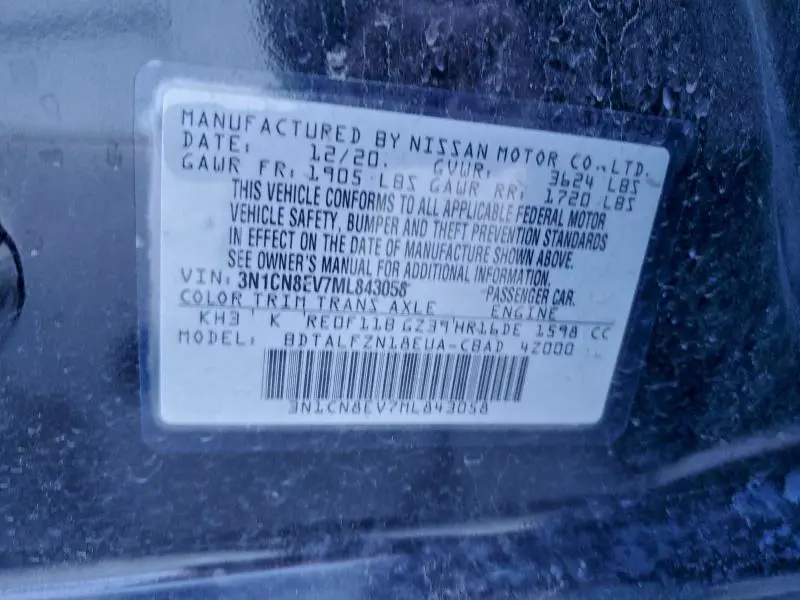 MANUFACTURED BY NISSAN MOTOR CO.,LTD.
DATE: 12/20. GVWR: 3624 LBS
GAWR FR: 1905 LBS GAWR RR: 1720 LBS
THIS VEHICLE CONFORMS TO ALL APPLICABLE FEDERAL MOTOR
VEHICLE SAFETY, BUMPER AND THEFT PREVENTION STANDARDS
IN EFFECT ON THE DATE OF MANUFACTURE SHOWN ABOVE.
SEE OWNER'S MANUAL FOR ADDITIONAL INFORMATION.
VIN: 3N1CN8EV7ML843058 PASSENGER CAR.
COLOR TRIM TRANS AXLE ENGINE
KH3 K RE0F11B GZ39 HR16DE 1598 CC
MODEL: BDTALFZN18EUA-CBAD 4Z000
3N1CN8EV7ML843058